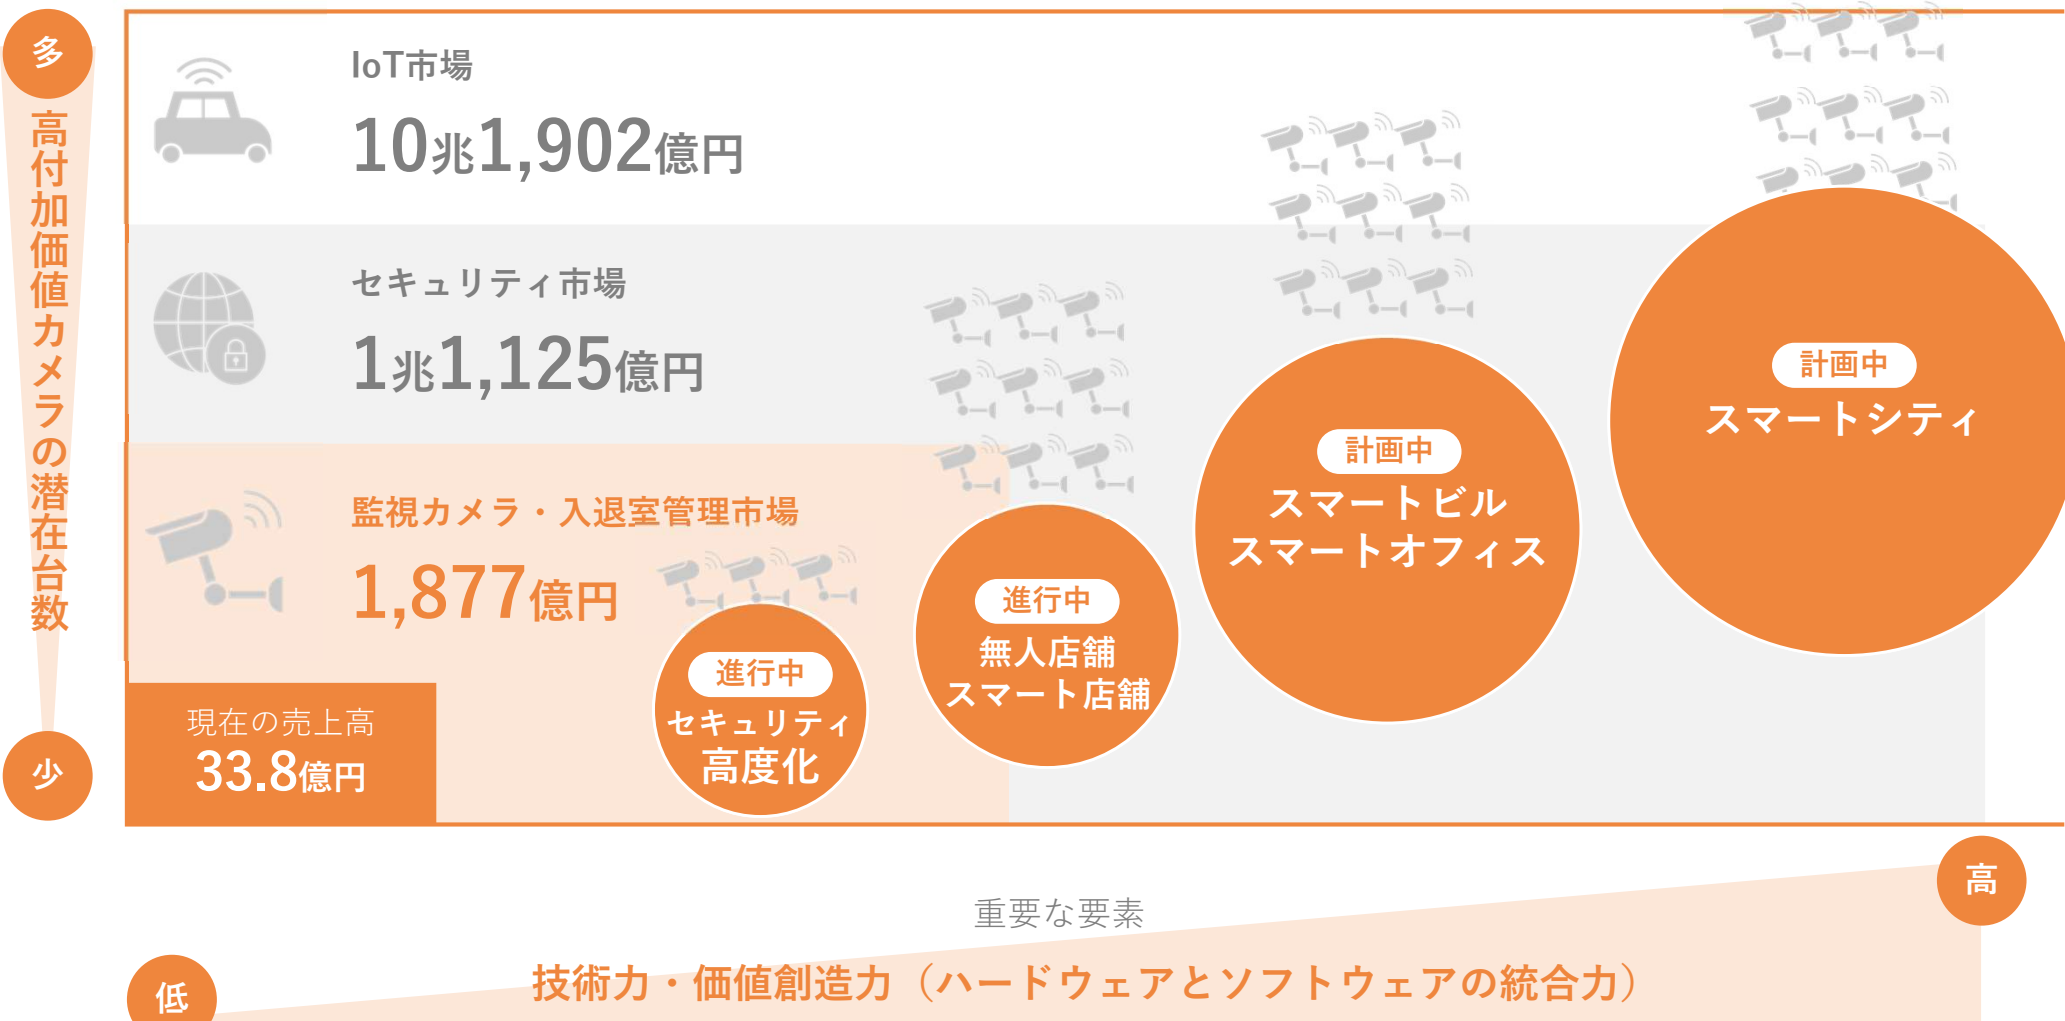 多
高付加価値カメラの潜在台数
少
IoT市場
10兆1,902億円
セキュリティ市場
1兆1,125億円
監視カメラ・入退室管理市場
1,877億円
現在の売上高
33.8億円
進行中
セキュリティ
高度化
進行中
無人店舗
スマート店舗
計画中
スマートビル
スマートオフィス
計画中
スマートシティ
高
重要な要素
技術力・価値創造力（ハードウェアとソフトウェアの統合力）
低